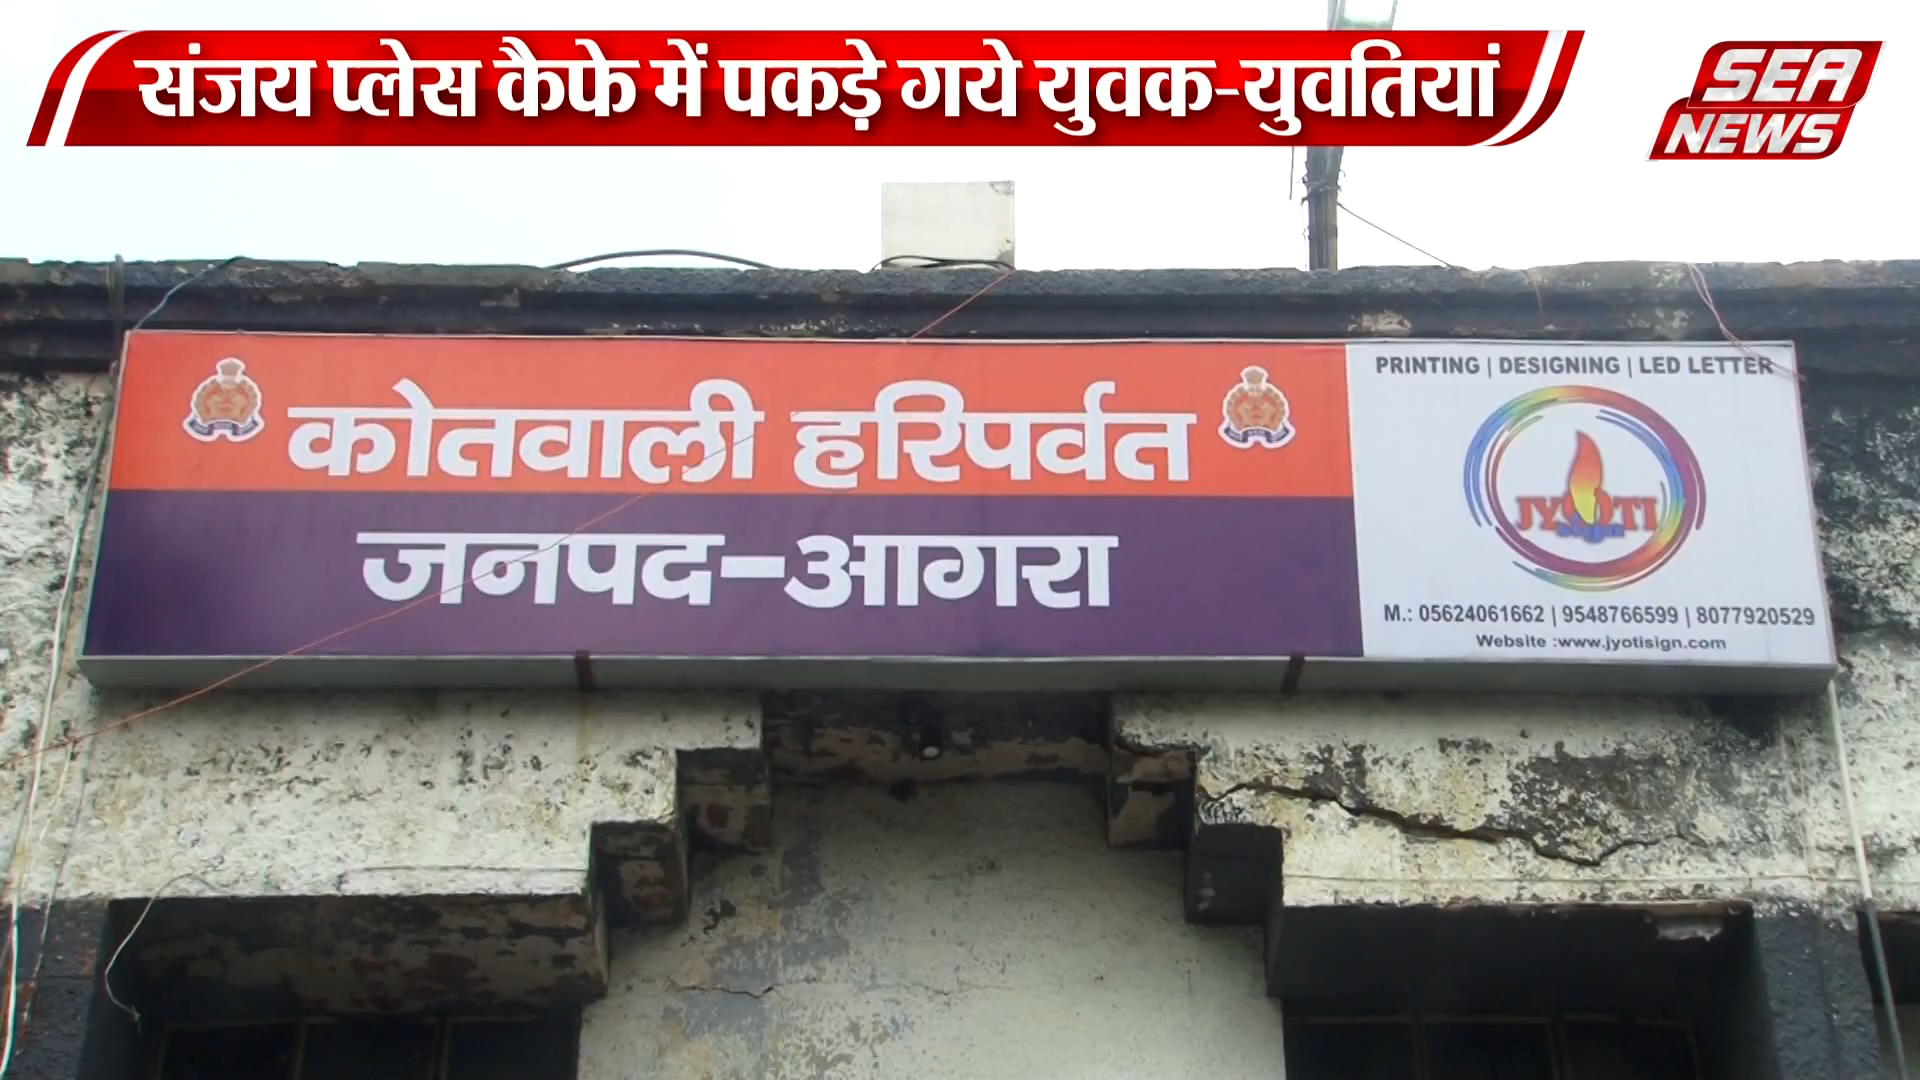 संजय प्लेस कैफे में पकड़े गये युवक-युवतियां
SEA
NEWS
कोतवाली हरिपर्वत
जनपद-आगरा
PRINTING | DESIGNING | LED LETTER
JYOTI
sign
M.: 05624061662 | 9548766599 | 8077920529
Website :www.jyotisign.com